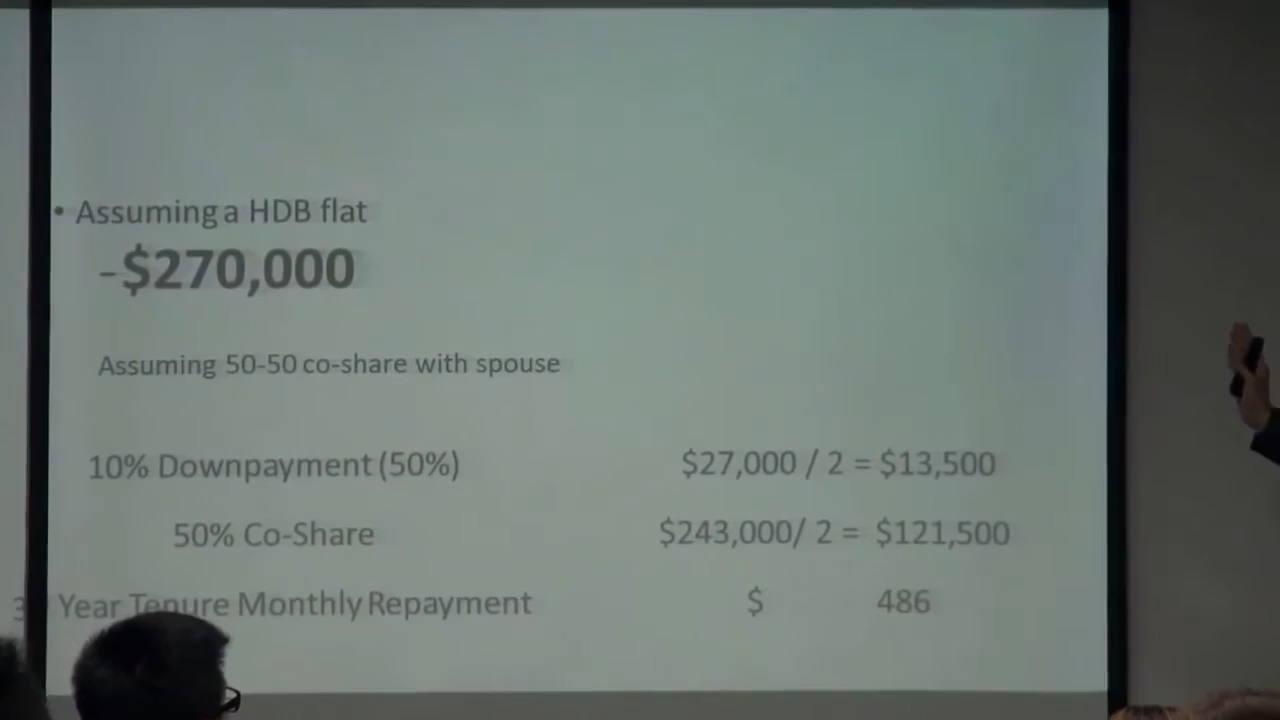 • Assuming a HDB flat
-$270,000
Assuming 50-50 co-share with spouse
10% Downpayment (50%) $27,000 / 2 = $13,500
50% Co-Share $243,000/ 2 = $121,500
Year Tenure Monthly Repayment $ 486